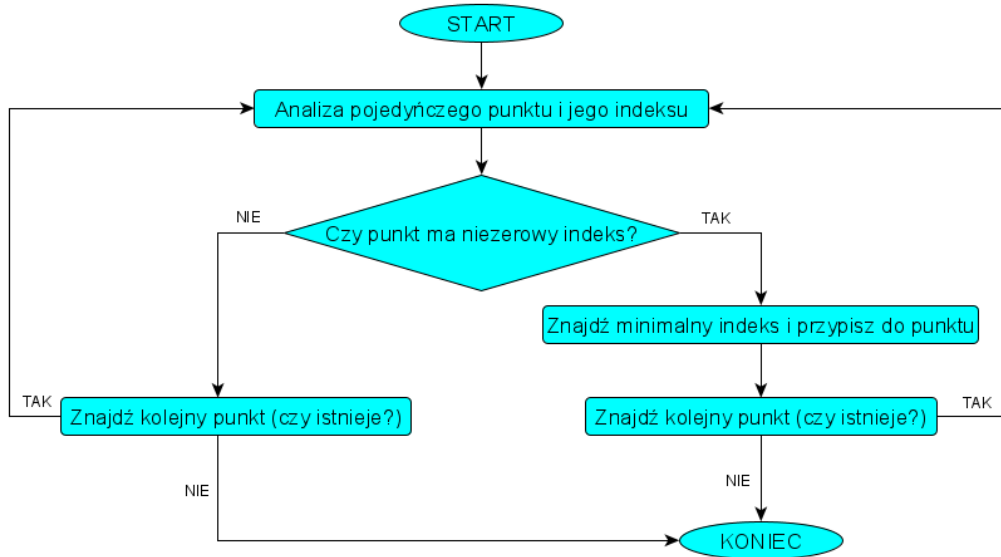 START
Analiza pojedyńczego punktu i jego indeksu
NIE
TAK
Czy punkt ma niezerowy indeks?
Znajdź minimalny indeks i przypisz do punktu
TAK
Znajdź kolejny punkt (czy istnieje?)
Znajdź kolejny punkt (czy istnieje?)
TAK
NIE
NIE
KONIEC